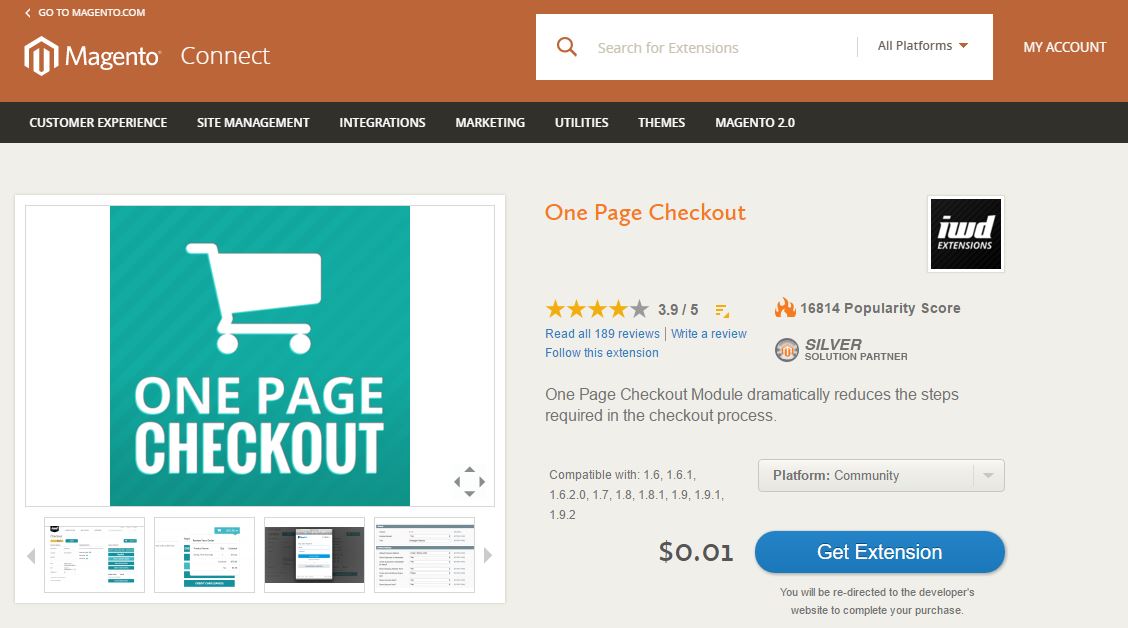 GO TO MAGENTO.COM
Magento Connect
Search for Extensions
All Platforms
MY ACCOUNT
CUSTOMER EXPERIENCE SITE MANAGEMENT INTEGRATIONS MARKETING UTILITIES THEMES MAGENTO 2.0
ONE PAGE
CHECKOUT
One Page Checkout
iwd
EXTENSIONS
3.9 / 5
16814 Popularity Score
Read all 189 reviews | Write a review
Follow this extension
SILVER
SOLUTION PARTNER
One Page Checkout Module dramatically reduces the steps
required in the checkout process.
Compatible with: 1.6, 1.6.1,
1.6.2.0, 1.7, 1.8, 1.8.1, 1.9, 1.9.1,
1.9.2
Platform: Community
$0.01
Get Extension
You will be re-directed to the developer's
website to complete your purchase.